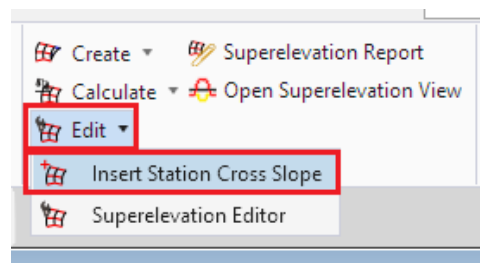 Create Superelevation Report
Calculate Open Superelevation View
Edit
Insert Station Cross Slope
Superelevation Editor